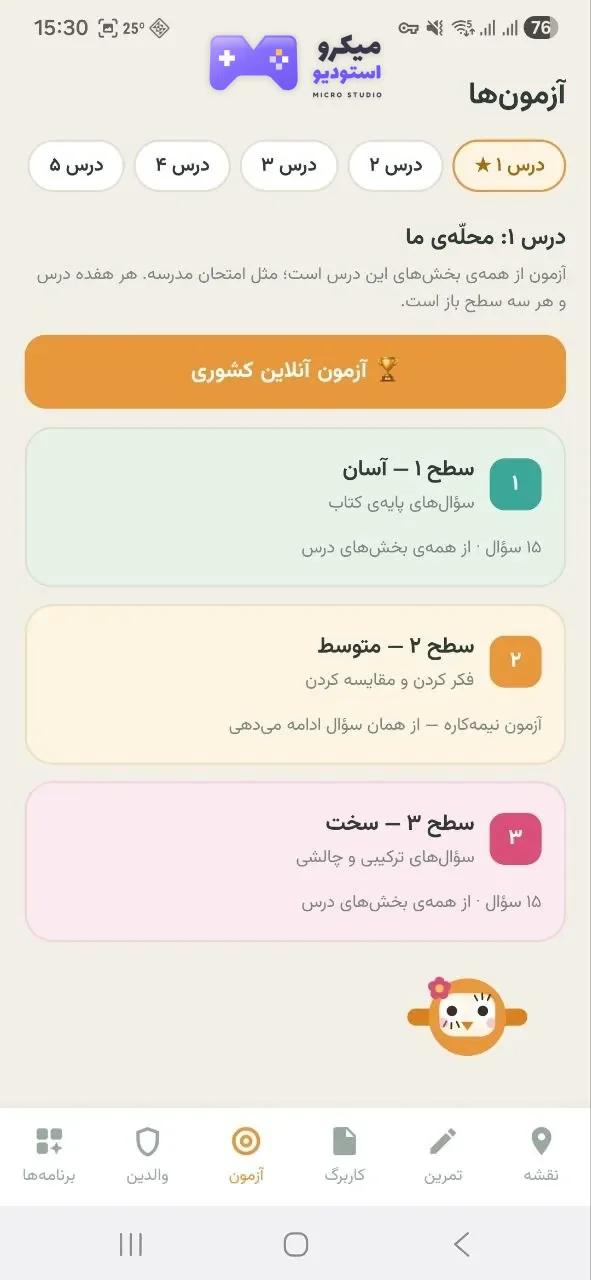 15:30 25° 76
میکرو
استودیو
MICRO STUDIO
آزمون‌ها
درس ۱ ★
درس ۲
درس ۳
درس ۴
درس ۵
درس ۱: محلّه‌ی ما
آزمون از همه‌ی بخش‌های این درس است؛ مثل امتحان مدرسه. هر هفده درس
و هر سه سطح باز است.
🏆 آزمون آنلاین کشوری
۱
سطح ۱ – آسان
سؤال‌های پایه‌ی کتاب
۱۵ سؤال · از همه‌ی بخش‌های درس
۲
سطح ۲ – متوسط
فکر کردن و مقایسه کردن
آزمون نیمه‌کاره – از همان سؤال ادامه می‌دهی
۳
سطح ۳ – سخت
سؤال‌های ترکیبی و چالشی
۱۵ سؤال · از همه‌ی بخش‌های درس
نقشه
تمرین
کاربرگ
آزمون
والدین
برنامه‌ها